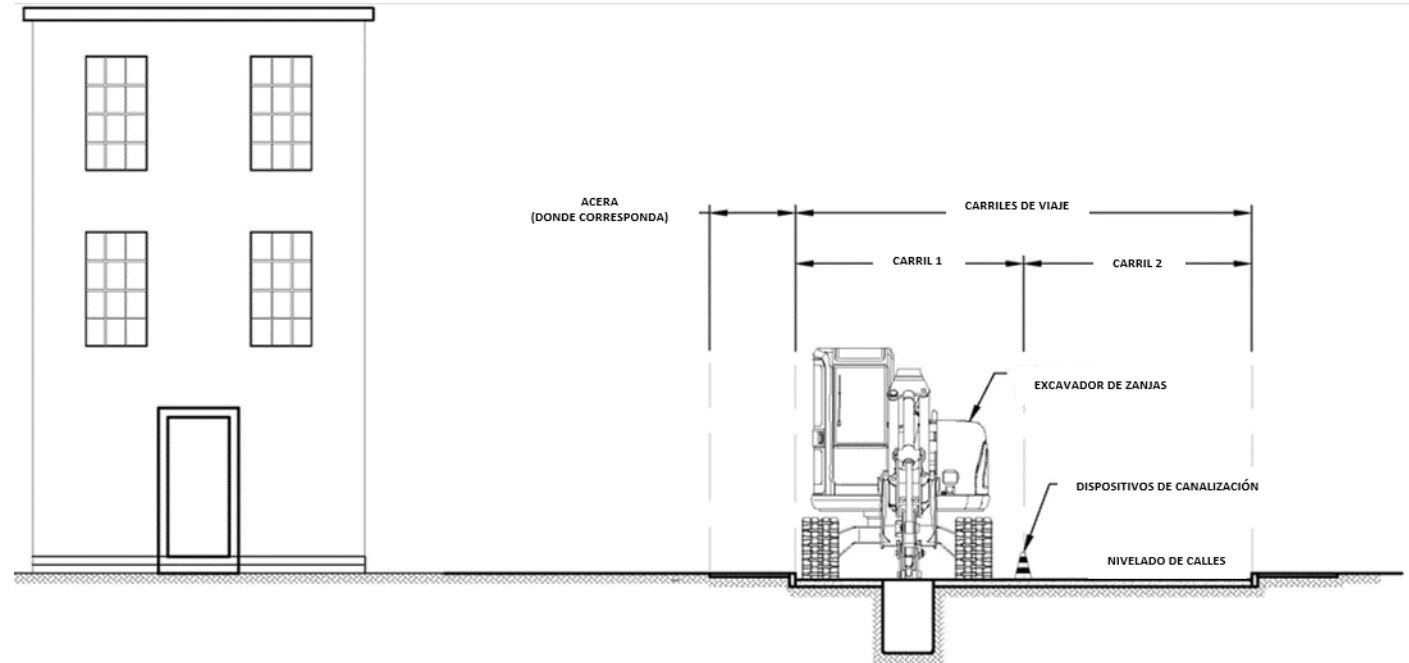 ACERA
(DONDE CORRESPONDA)
CARRILES DE VIAJE
CARRIL 1
CARRIL 2
EXCAVADOR DE ZANJAS
DISPOSITIVOS DE CANALIZACIÓN
NIVELADO DE CALLES